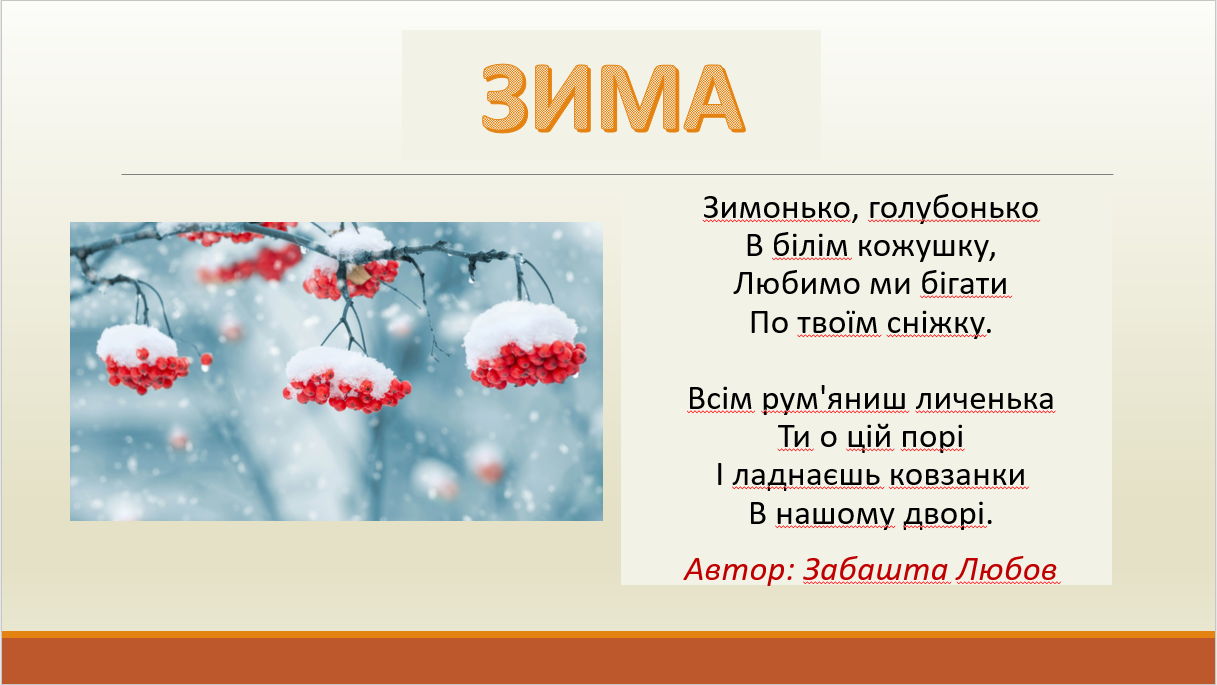 ЗИМА
Зимонько, голубонько
В білім кожушку,
Любимо ми бігати
По твоїм сніжку.
Всім рум'яниш личенька
Ти о цій порі
І ладнаєшь ковзанки
В нашому дворі.
Автор: Забашта Любов